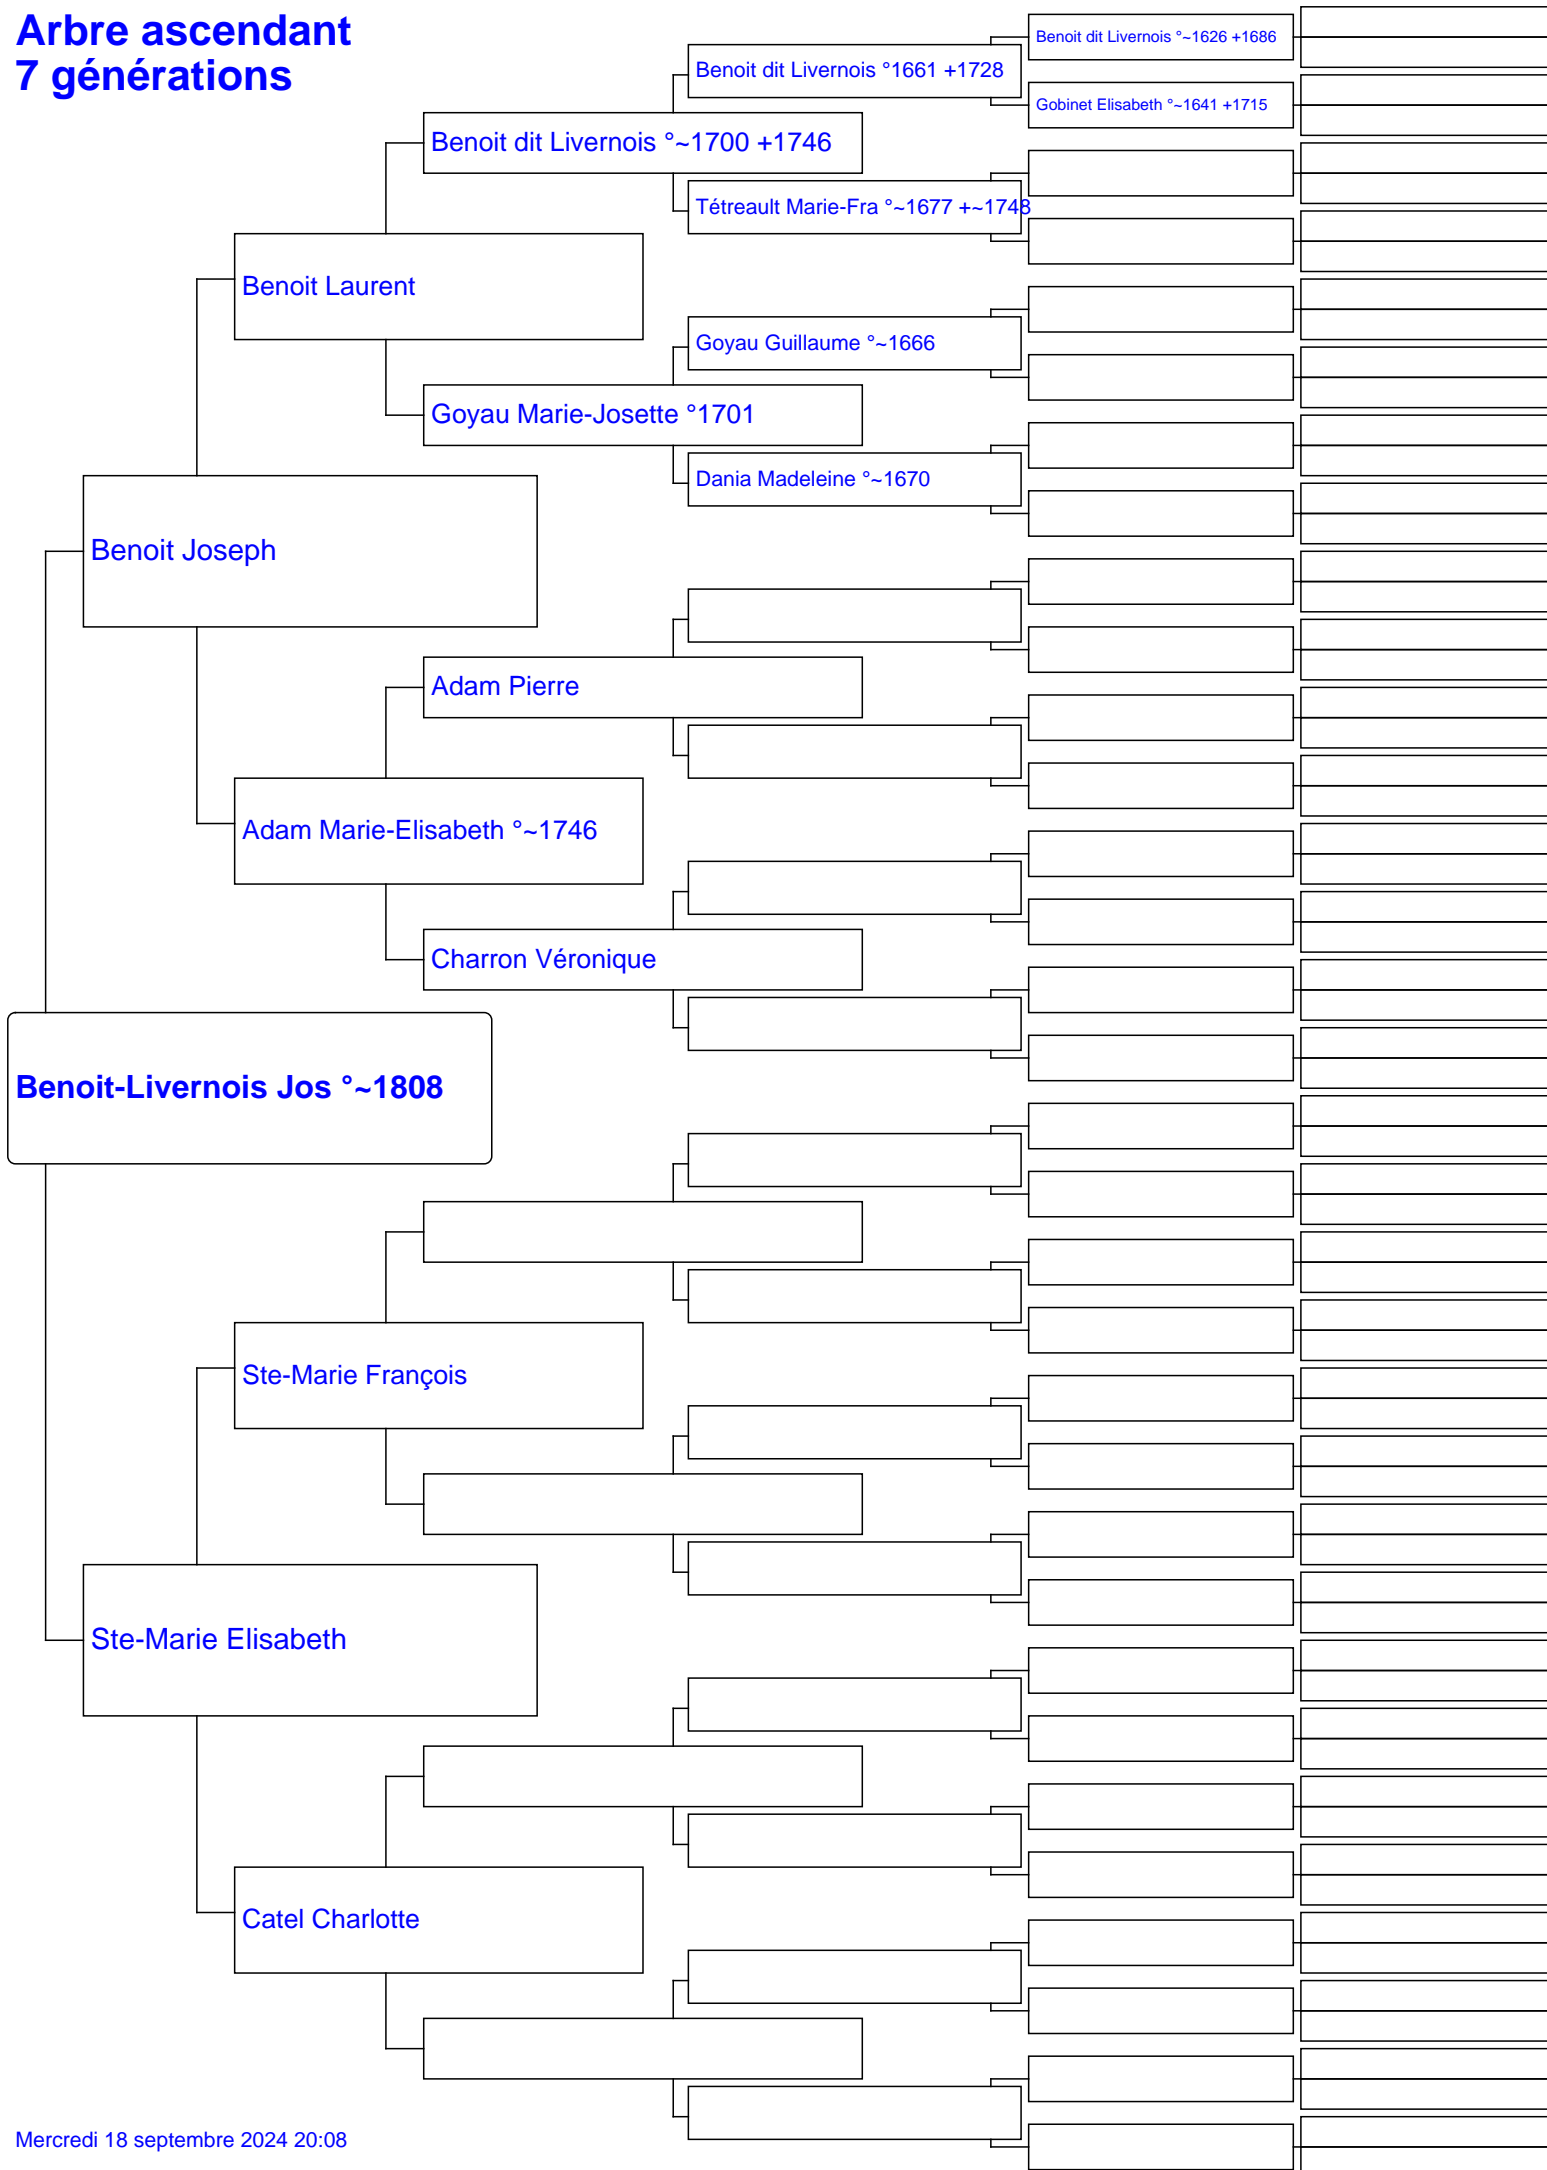 Arbre ascendant
7 générations
Benoit dit Livernois °~1626 +1686
Benoit dit Livernois °1661 +1728
Gobinet Elisabeth °~1641 +1715
Benoit dit Livernois °~1700 +1746
Tétreault Marie-Fra °~1677 +~1748
Benoit Laurent
Goyau Guillaume °~1666
Goyau Marie-Josette °1701
Dania Madeleine °~1670
Benoit Joseph
Adam Pierre
Adam Marie-Elisabeth °~1746
Charron Véronique
Benoit-Livernois Jos °~1808
Ste-Marie François
Ste-Marie Elisabeth
Catel Charlotte
Mercredi 18 septembre 2024 20:08